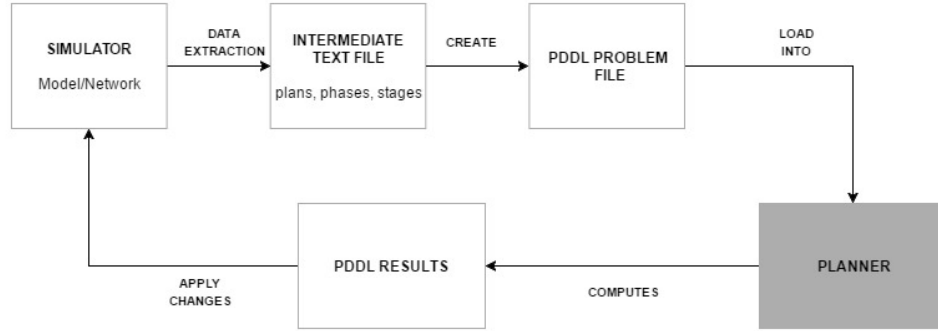 SIMULATOR
Model/Network
DATA
EXTRACTION
INTERMEDIATE
TEXT FILE
plans, phases, stages
CREATE
PDDL PROBLEM
FILE
LOAD
INTO
PLANNER
COMPUTES
PDDL RESULTS
APPLY
CHANGES